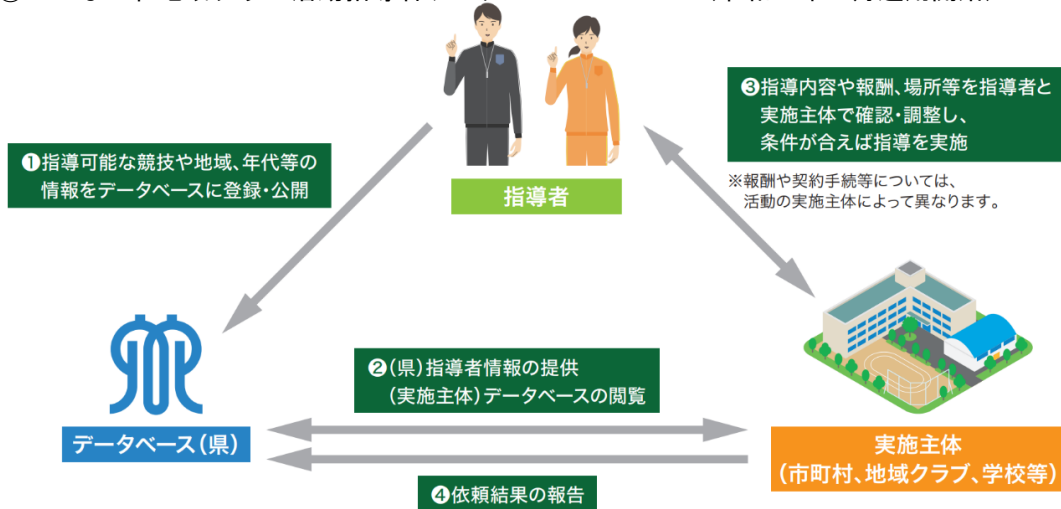 ❶指導可能な競技や地域、年代等の
情報をデータベースに登録・公開
指導者
❸指導内容や報酬、場所等を指導者と
実施主体で確認・調整し、
条件が合えば指導を実施
※報酬や契約手続等については、
活動の実施主体によって異なります。
❷(県)指導者情報の提供
(実施主体)データベースの閲覧
データベース(県)
実施主体
(市町村、地域クラブ、学校等)
❹依頼結果の報告